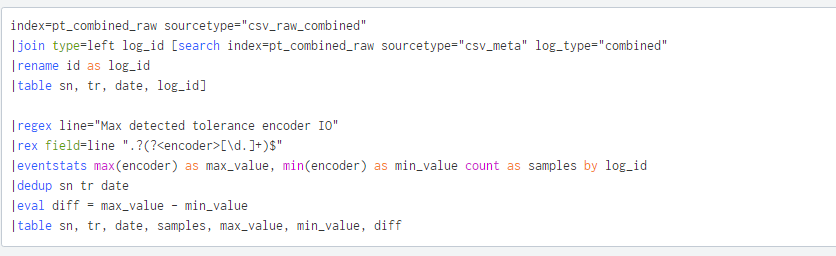 index=pt_combined_raw sourcetype="csv_raw_combined"
|join type=left log_id [search index=pt_combined_raw sourcetype="csv_meta" log_type="combined"
|rename id as log_id
|table sn, tr, date, log_id]
|regex line="Max detected tolerance encoder IO"
|rex field=line ".?(?<encoder>[\d.]+)$"
|eventstats max(encoder) as max_value, min(encoder) as min_value count as samples by log_id
|dedup sn tr date
|eval diff = max_value - min_value
|table sn, tr, date, samples, max_value, min_value, diff